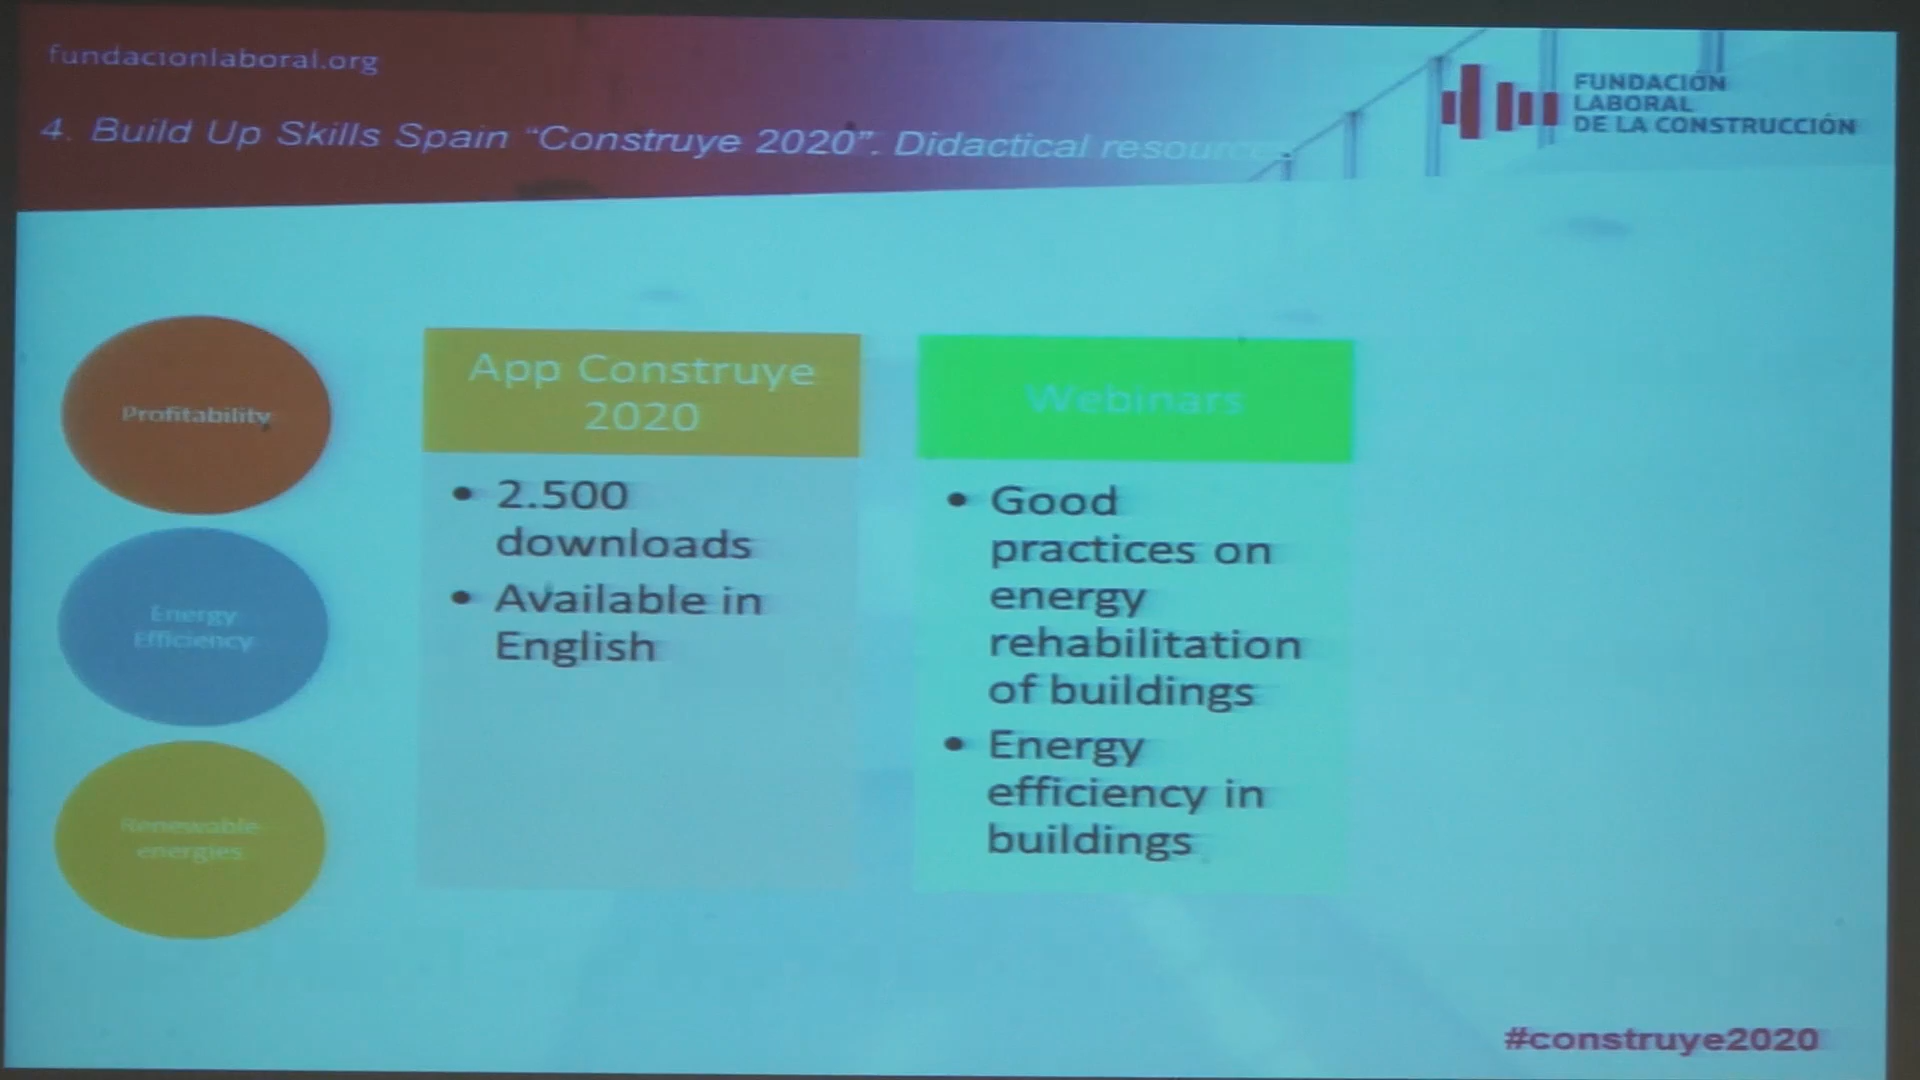 fundacionlaboral.org
4. Build Up Skills Spain “Construye 2020”. Didactical resources
FUNDACIÓN
LABORAL
DE LA CONSTRUCCIÓN
Profitability
Energy
Efficiency
Renewable
energies
App Construye
2020
• 2.500
downloads
• Available in
English
Webinars
• Good
practices on
energy
rehabilitation
of buildings
• Energy
efficiency in
buildings
#construye2020